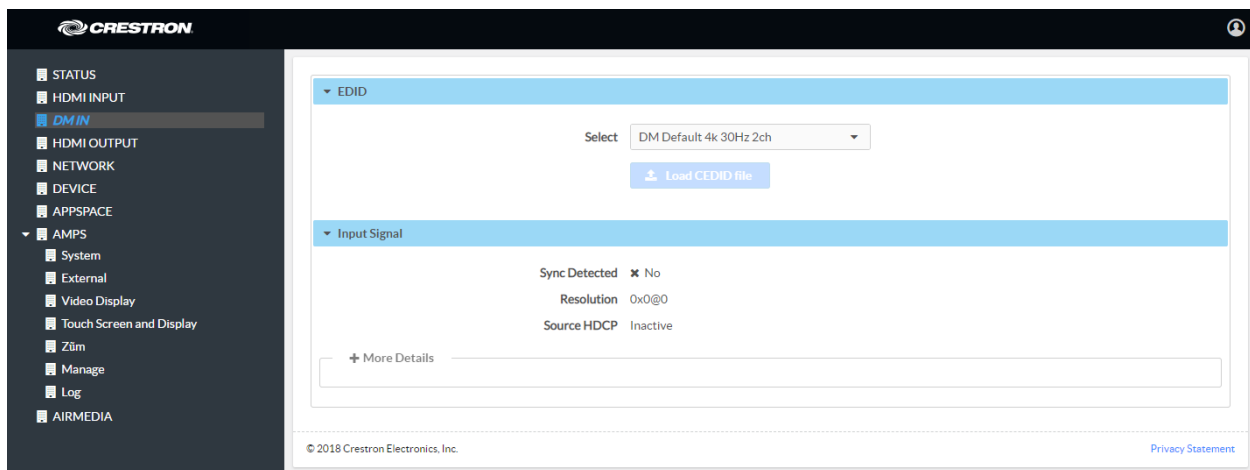 CRESTRON
STATUS
HDMI INPUT
DM IN
HDMI OUTPUT
NETWORK
DEVICE
APPSPACE
AMPS
System
External
Video Display
Touch Screen and Display
Zūm
Manage
Log
AIRMEDIA
EDID
Select DM Default 4k 30Hz 2ch
Load CEDID file
Input Signal
Sync Detected No
Resolution 0x0@0
Source HDCP Inactive
More Details
© 2018 Crestron Electronics, Inc. Privacy Statement